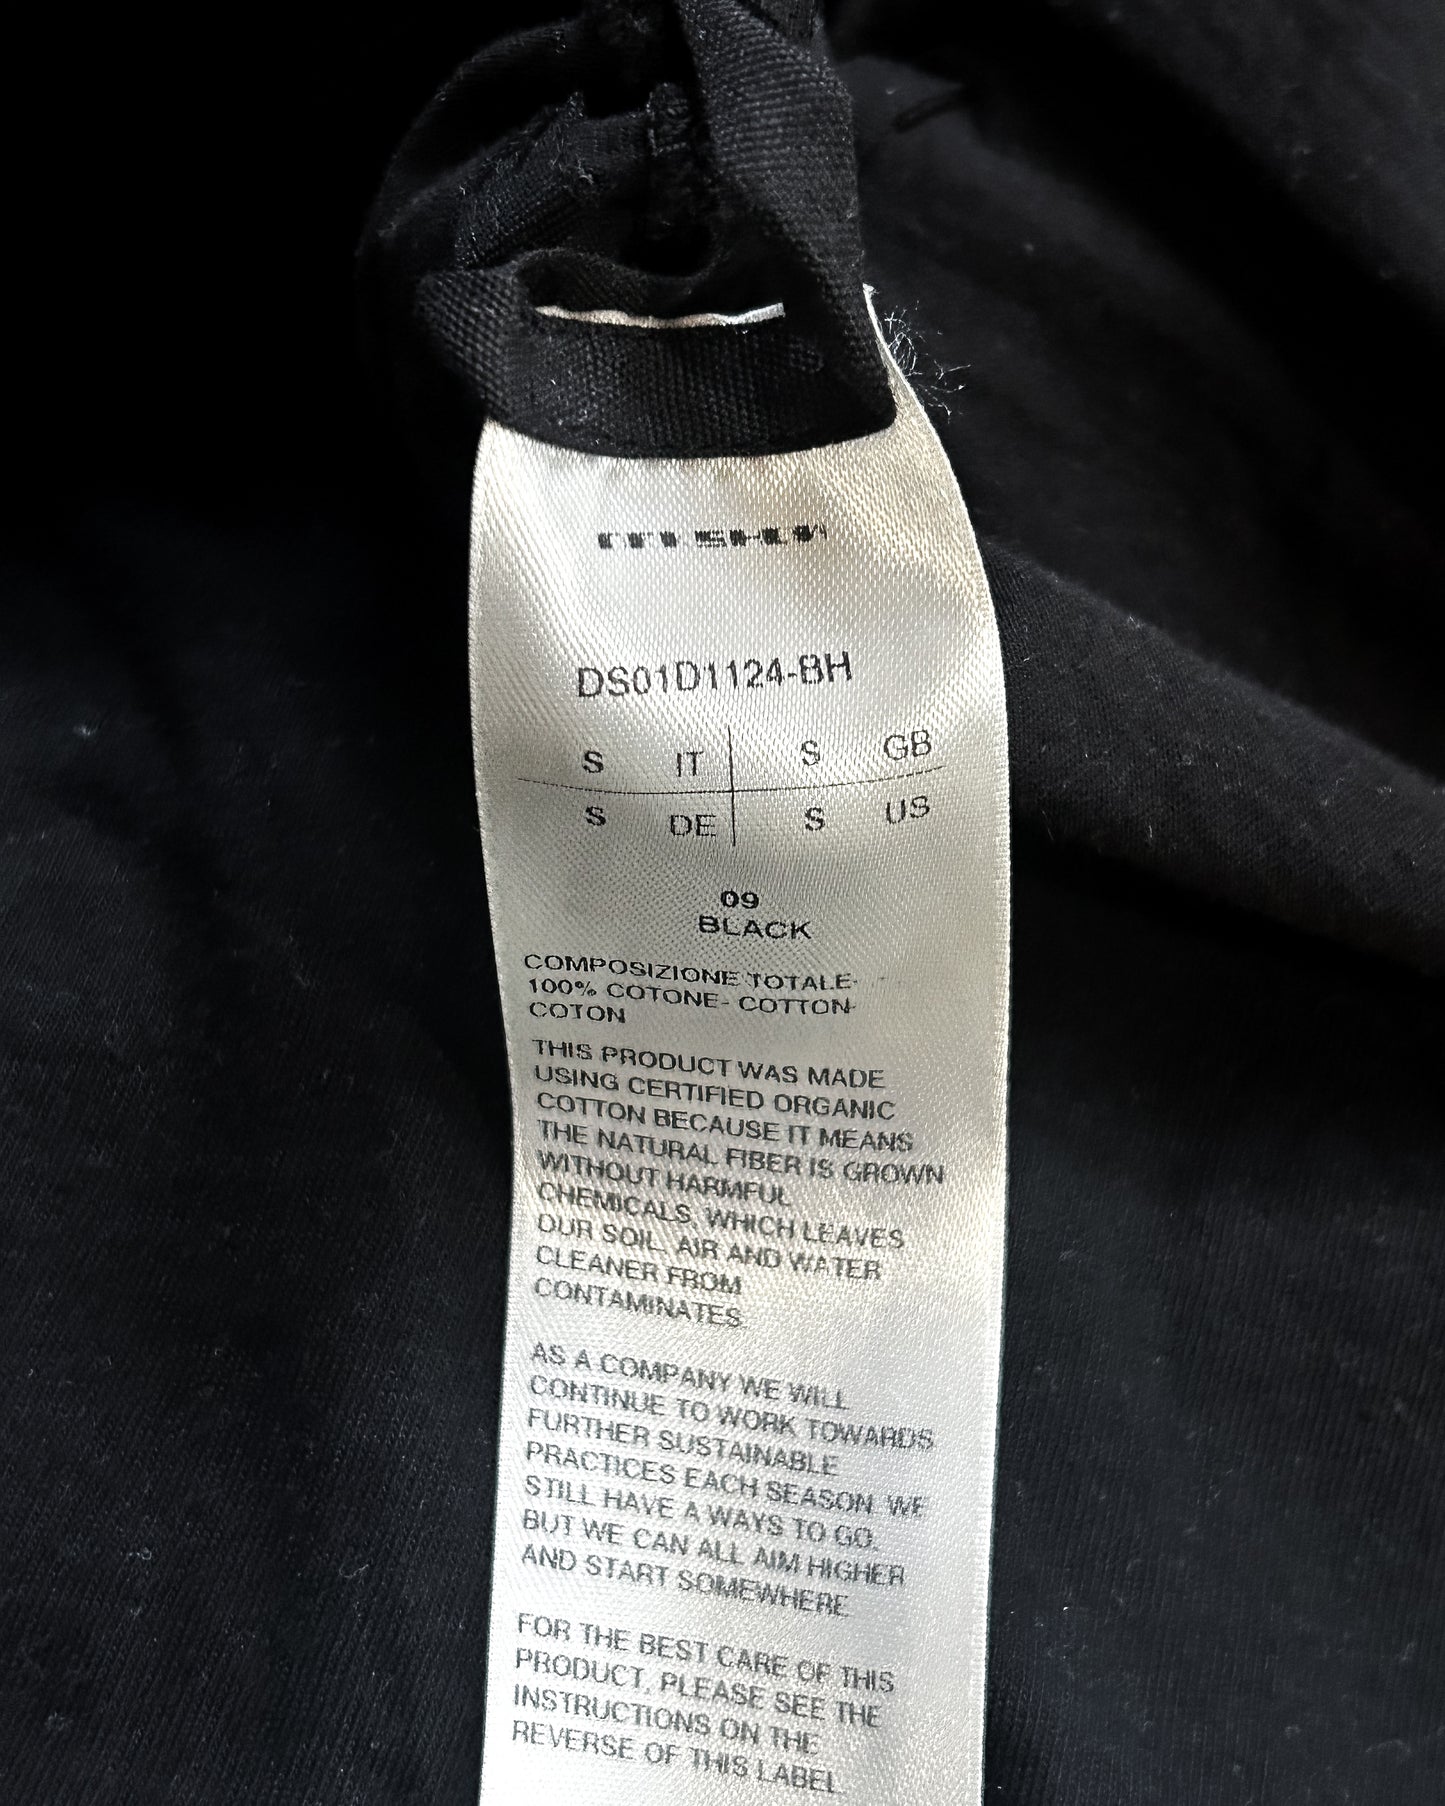 DS01D1124-BH
S IT S GB
S DE S US
09
BLACK
COMPOSIZIONE TOTALE-
100% COTONE- COTTON-
COTON
THIS PRODUCT WAS MADE
USING CERTIFIED ORGANIC
COTTON BECAUSE IT MEANS
THE NATURAL FIBER IS GROWN
WITHOUT HARMFUL
CHEMICALS, WHICH LEAVES
OUR SOIL, AIR AND WATER
CLEANER FROM
CONTAMINATES.
AS A COMPANY WE WILL
CONTINUE TO WORK TOWARDS
FURTHER SUSTAINABLE
PRACTICES EACH SEASON. WE
STILL HAVE A WAYS TO GO,
BUT WE CAN ALL AIM HIGHER
AND START SOMEWHERE.
FOR THE BEST CARE OF THIS
PRODUCT, PLEASE SEE THE
INSTRUCTIONS ON THE
REVERSE OF THIS LABEL.